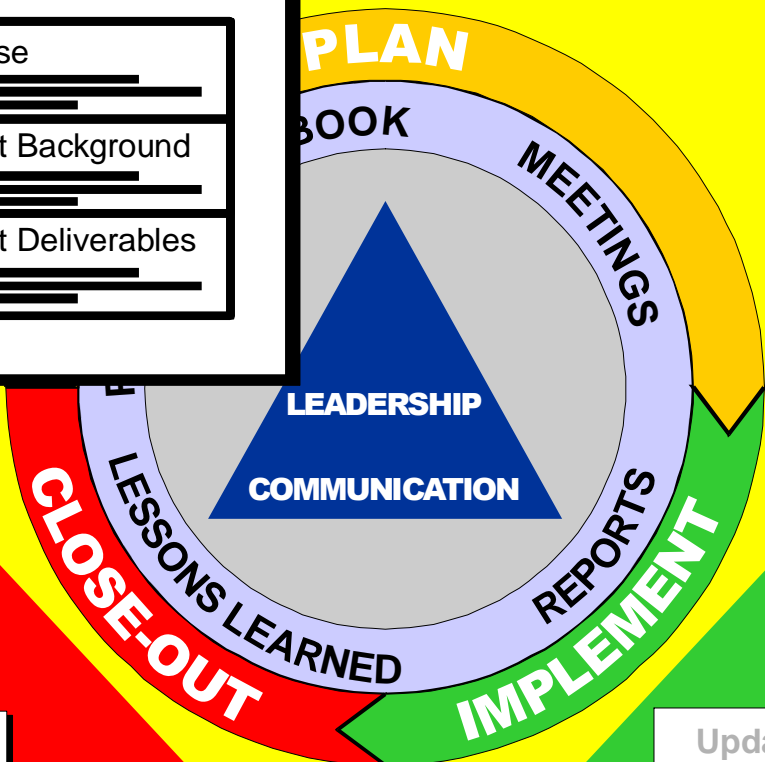 se
t Background
t Deliverables
PLAN
BOOK
MEETINGS
LEADERSHIP
COMMUNICATION
REPORTS
LESSONS LEARNED
IMPLEMENT
CLOSE-OUT
Upda